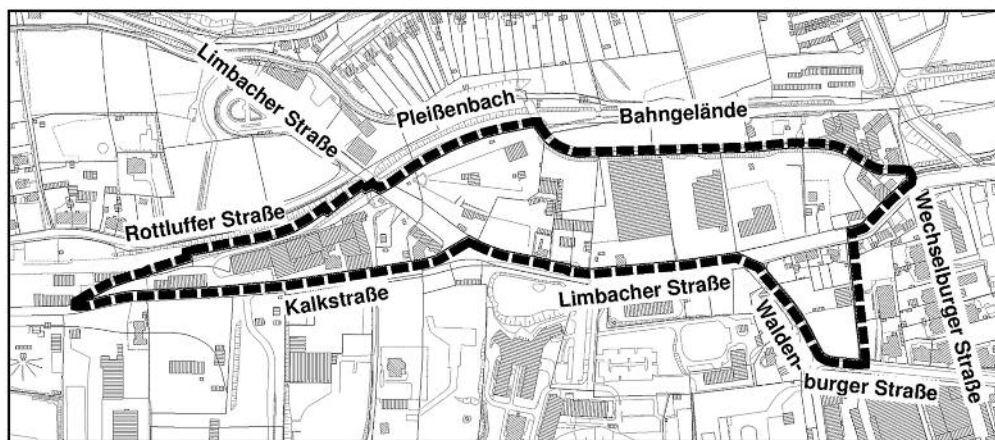 Limbacher Straße
Pleißenbach
Bahngelände
Rottluffer Straße
Wechselburger Straße
Kalkstraße
Limbacher Straße
Walden-
burger Straße